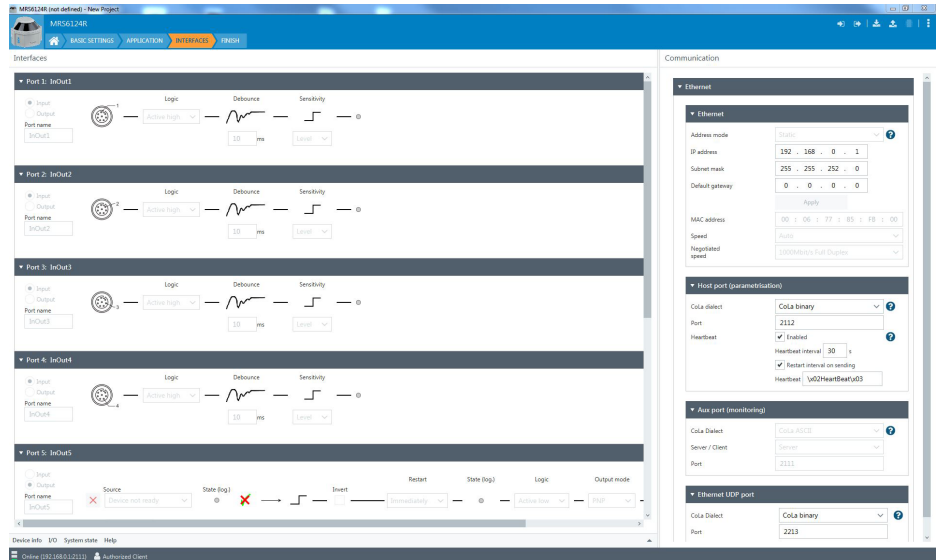 MRS6124R (not defined) - New Project
MRS6124R
BASIC SETTINGS APPLICATION INTERFACES FINISH
Interfaces
Port 1: InOut1
Input
Output
Port name
InOut1
1
Logic
Active high
Debounce
10 ms
Sensitivity
Level
Port 2: InOut2
Input
Output
Port name
InOut2
2
Logic
Active high
Debounce
10 ms
Sensitivity
Level
Port 3: InOut3
Input
Output
Port name
InOut3
3
Logic
Active high
Debounce
10 ms
Sensitivity
Level
Port 4: InOut4
Input
Output
Port name
InOut4
4
Logic
Active high
Debounce
10 ms
Sensitivity
Level
Port 5: InOut5
Input
Output
Port name
InOut5
Source
Device not ready
State (log.)
Invert
Restart
Immediately
State (log.)
Logic
Active low
Output mode
PNP
Communication
Ethernet
Ethernet
Address mode Static
IP address 192 . 168 . 0 . 1
Subnet mask 255 . 255 . 252 . 0
Default gateway 0 . 0 . 0 . 0
Apply
MAC address 00 : 06 : 77 : 85 : F8 : 00
Speed Auto
Negotiated
speed
1000Mbit/s Full Duplex
Host port (parametrisation)
CoLa dialect CoLa binary
Port 2112
Heartbeat Enabled
Heartbeat interval 30 s
Restart interval on sending
Heartbeat \x02HeartBeat\x03
Aux port (monitoring)
CoLa Dialect CoLa ASCII
Server / Client Server
Port 2111
Ethernet UDP port
CoLa Dialect CoLa binary
Port 2213
Device info I/O System state Help
Online (192.168.0.1:2111) Authorized Client